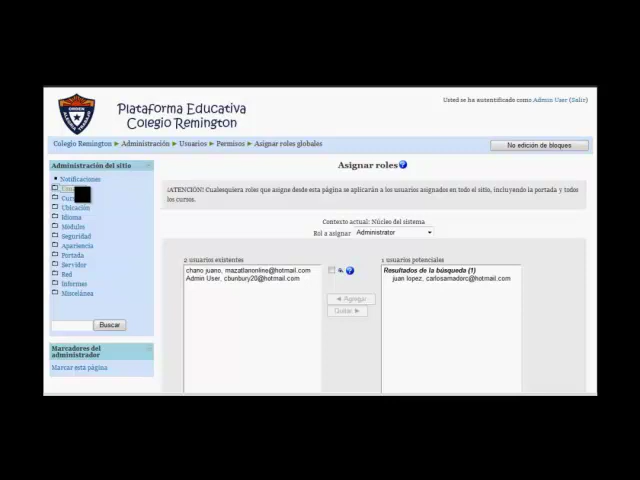 Usted se ha autentificado como Admin User (Salir)
Plataforma Educativa
Colegio Remington
Colegio Remington ► Administración ► Usuarios ► Permisos ► Asignar roles globales
No edición de bloques
Administración del sitio
Notificaciones
Ubicación
Idioma
Módulos
Seguridad
Apariencia
Portada
Servidor
Red
Informes
Miscelánea
Buscar
Marcadores del
administrador
Marcar esta página
Asignar roles
¡ATENCIÓN! Cualesquiera roles que asigne desde esta página se aplicarán a los usuarios asignados en todo el sitio, incluyendo la portada y todos
los cursos.
Contexto actual: Núcleo del sistema
Rol a asignar Administrator
2 usuarios existentes
chano juano, mazatlanonline@hotmail.com
Admin User, cbunbury20@hotmail.com
◄ Agregar
Quitar ►
1 usuarios potenciales
Resultados de la búsqueda (1)
juan lopez, carlosamadorc@hotmail.com